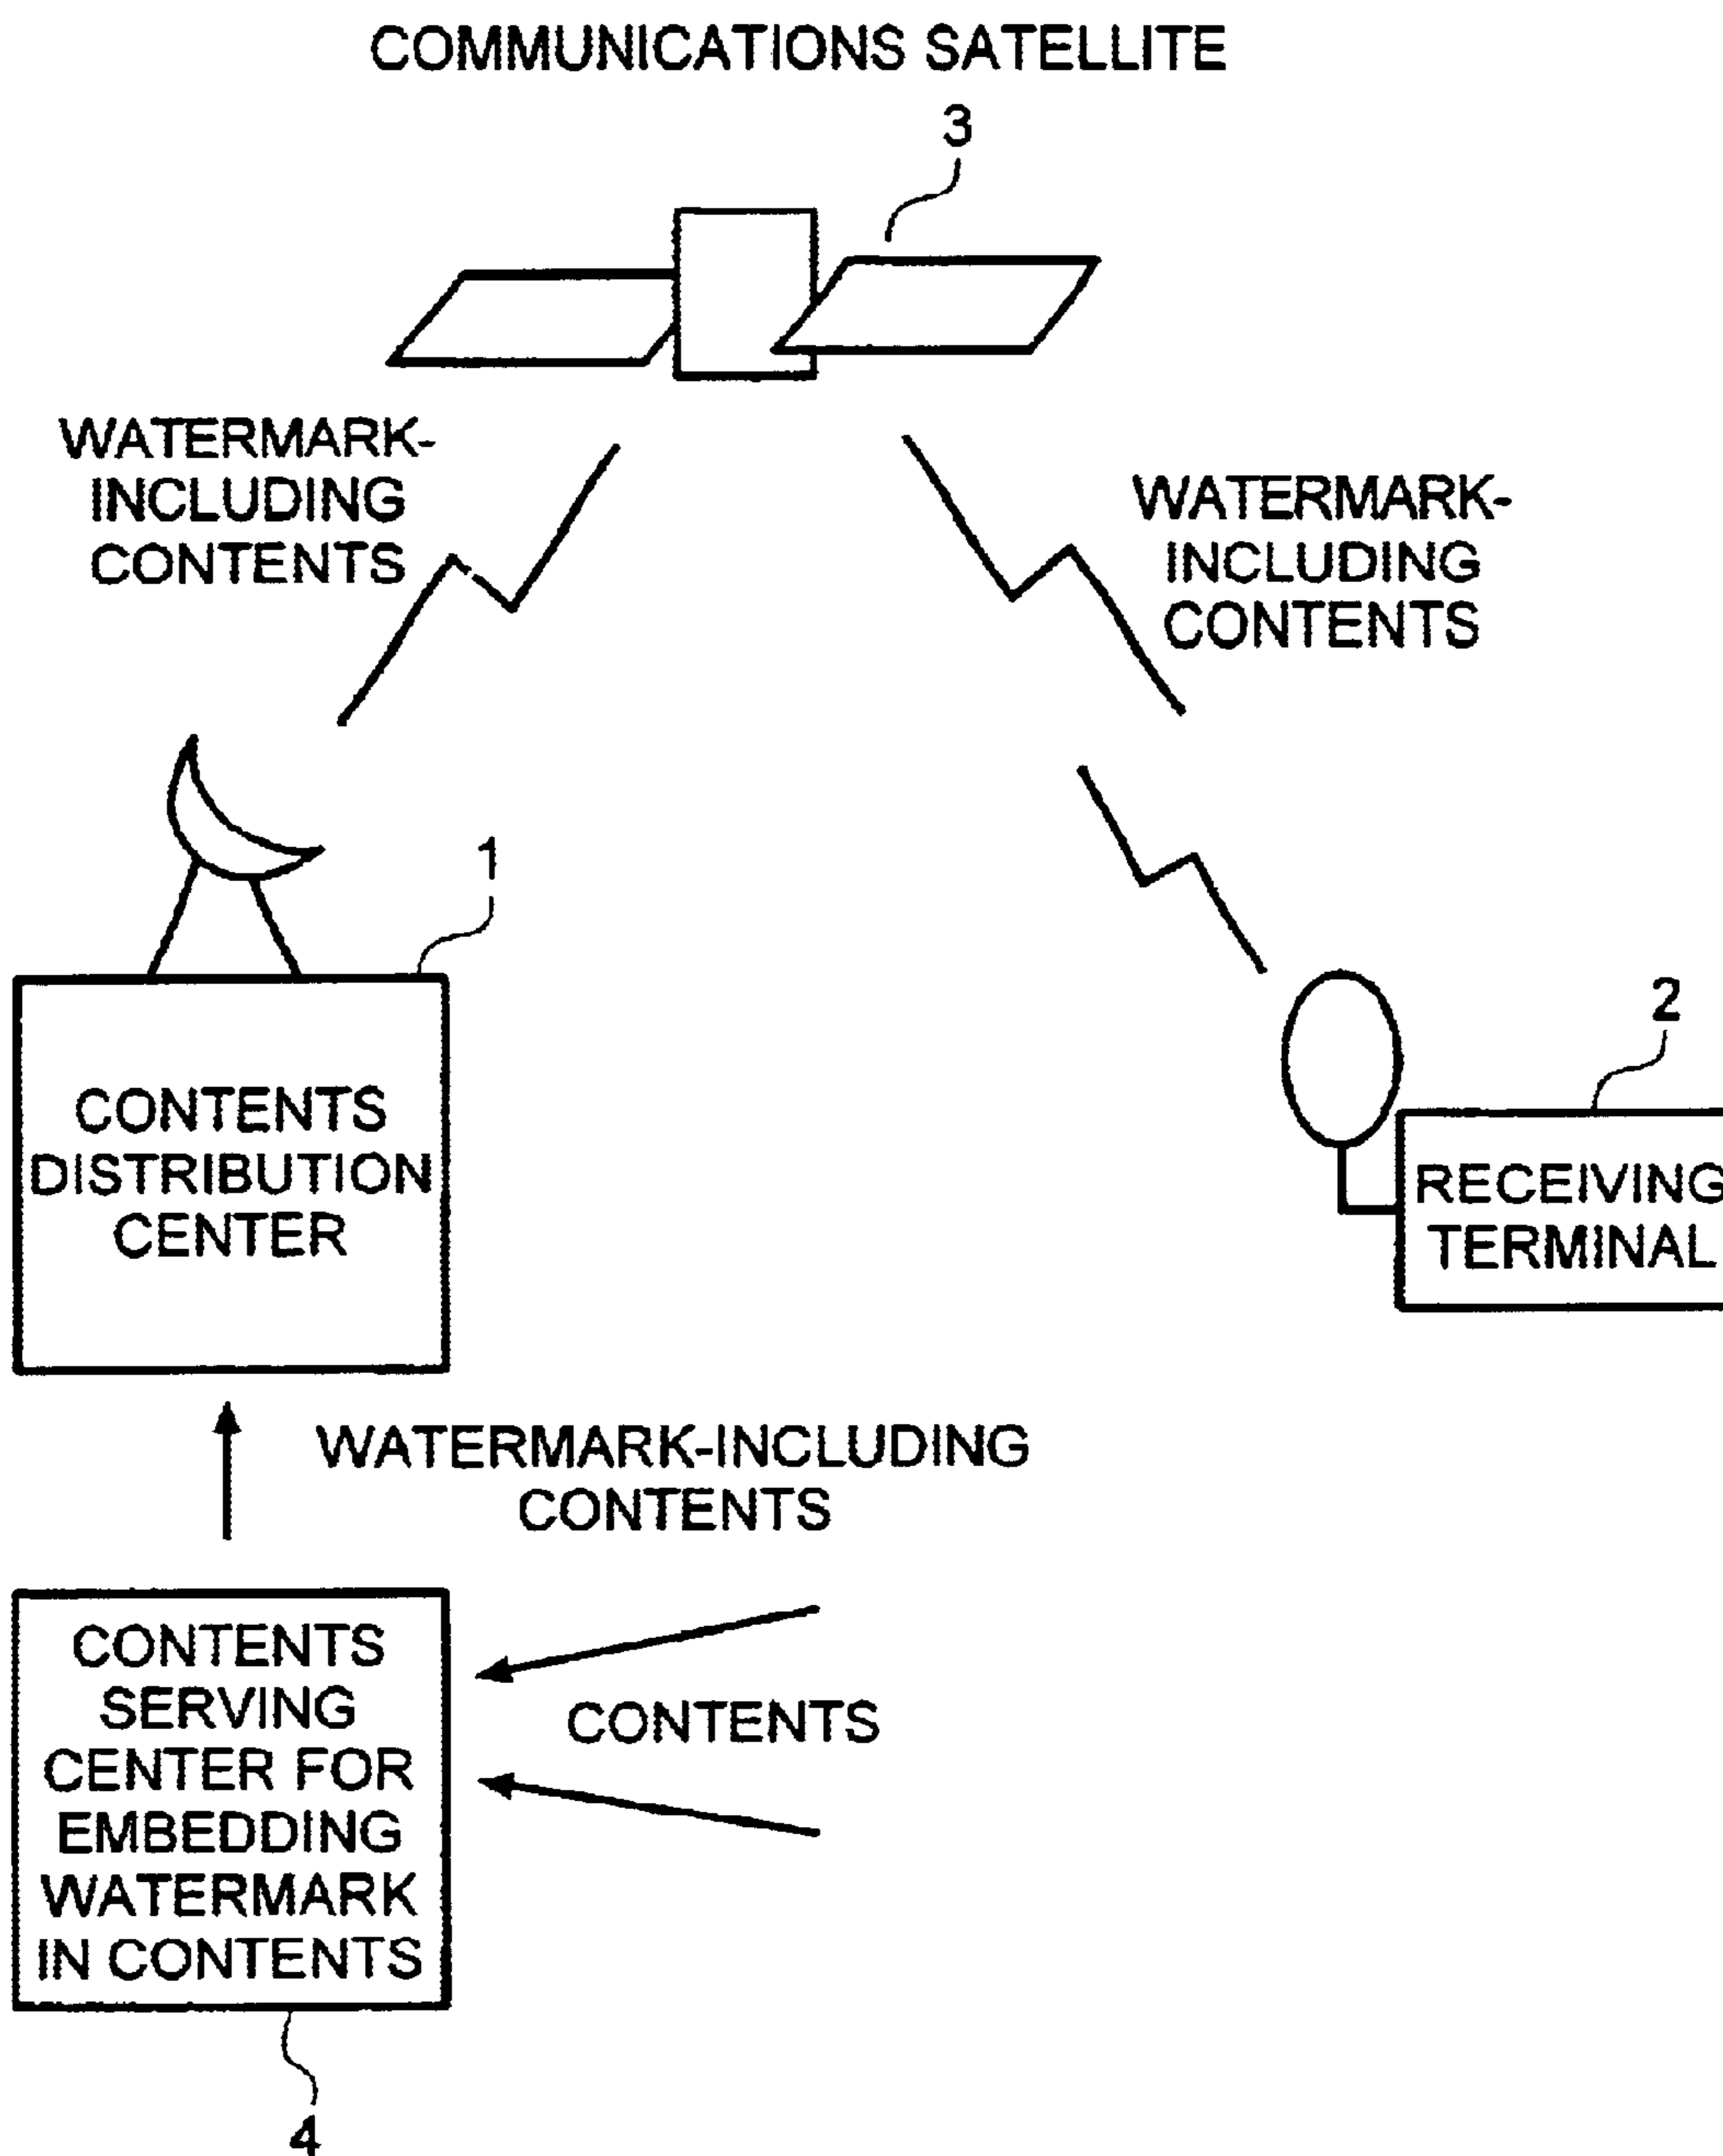 COMMUNICATIONS SATELLITE
3
WATERMARK-
INCLUDING
CONTENTS
WATERMARK-
INCLUDING
CONTENTS
1
CONTENTS
DISTRIBUTION
CENTER
2
RECEIVING
TERMINAL
WATERMARK-INCLUDING
CONTENTS
CONTENTS
SERVING
CENTER FOR
EMBEDDING
WATERMARK
IN CONTENTS
CONTENTS
4